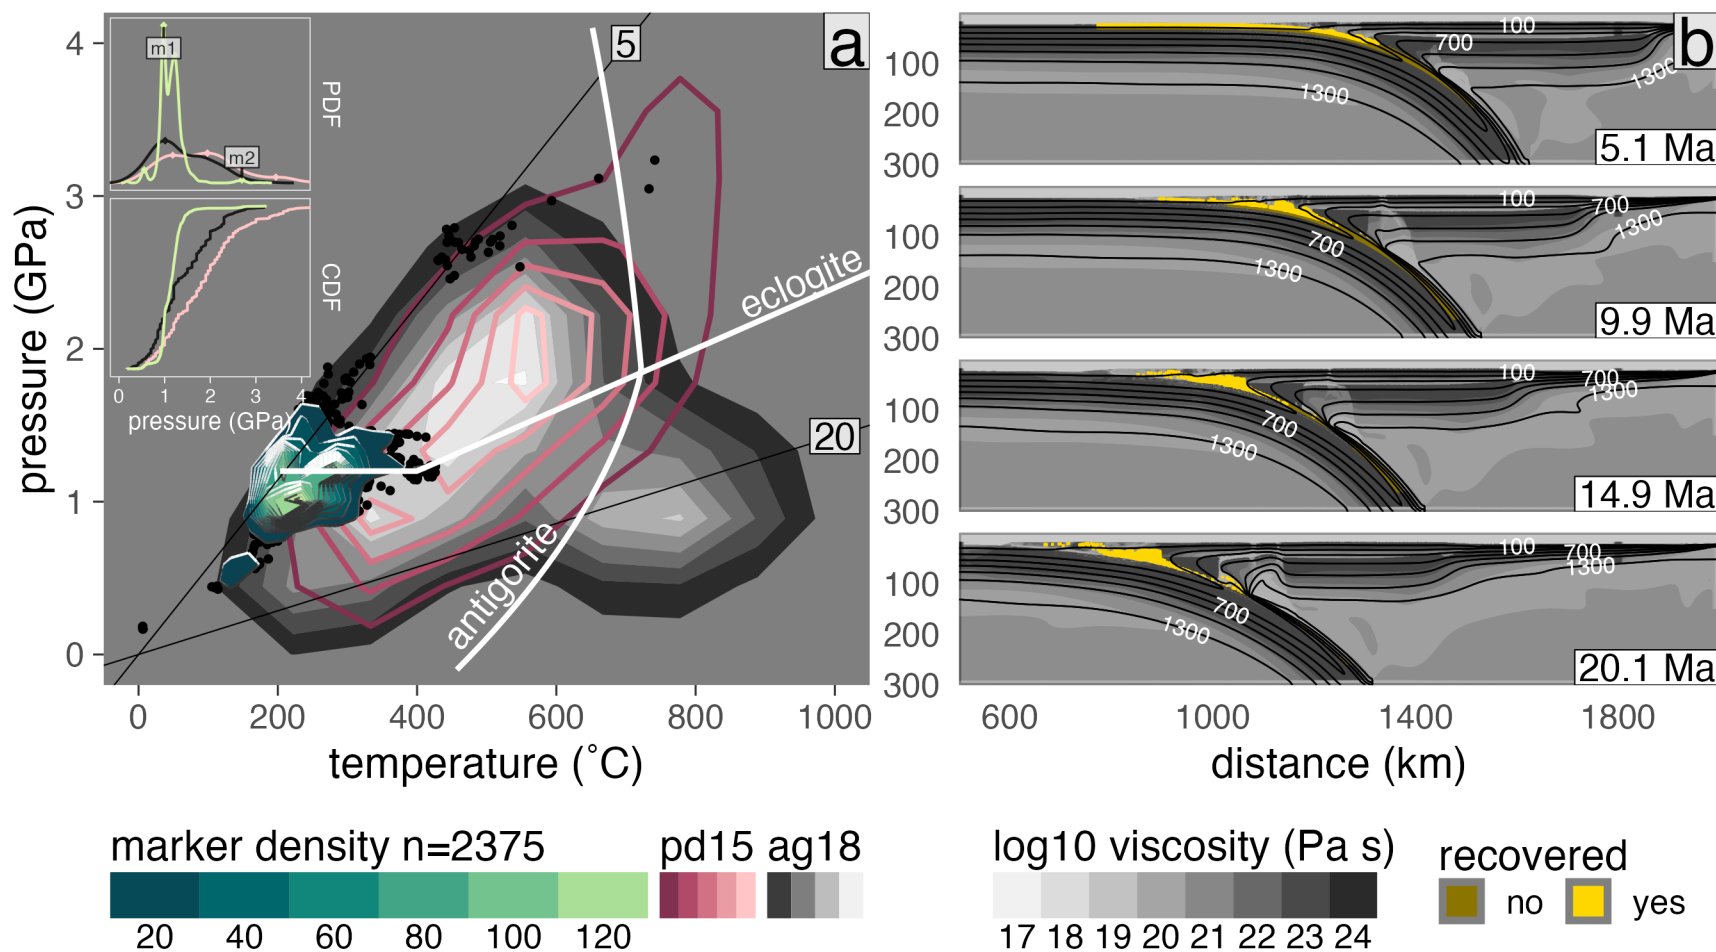 a
5
20
m1
m2
PDF
CDF
0 1 2 3 4
pressure (GPa)
eclogite
antigorite
4
3
2
1
0
pressure (GPa)
0 200 400 600 800 1000
temperature (˚C)
b
100
700
1300
1300
5.1 Ma
100
200
300
100
700
1300
700
1300
9.9 Ma
100
200
300
100
700
1300
700
1300
14.9 Ma
100
200
300
100
700
1300
700
1300
20.1 Ma
100
200
300
600 1000 1400 1800
distance (km)
marker density n=2375
20 40 60 80 100 120
pd15 ag18
log10 viscosity (Pa s)
17 18 19 20 21 22 23 24
recovered
no yes